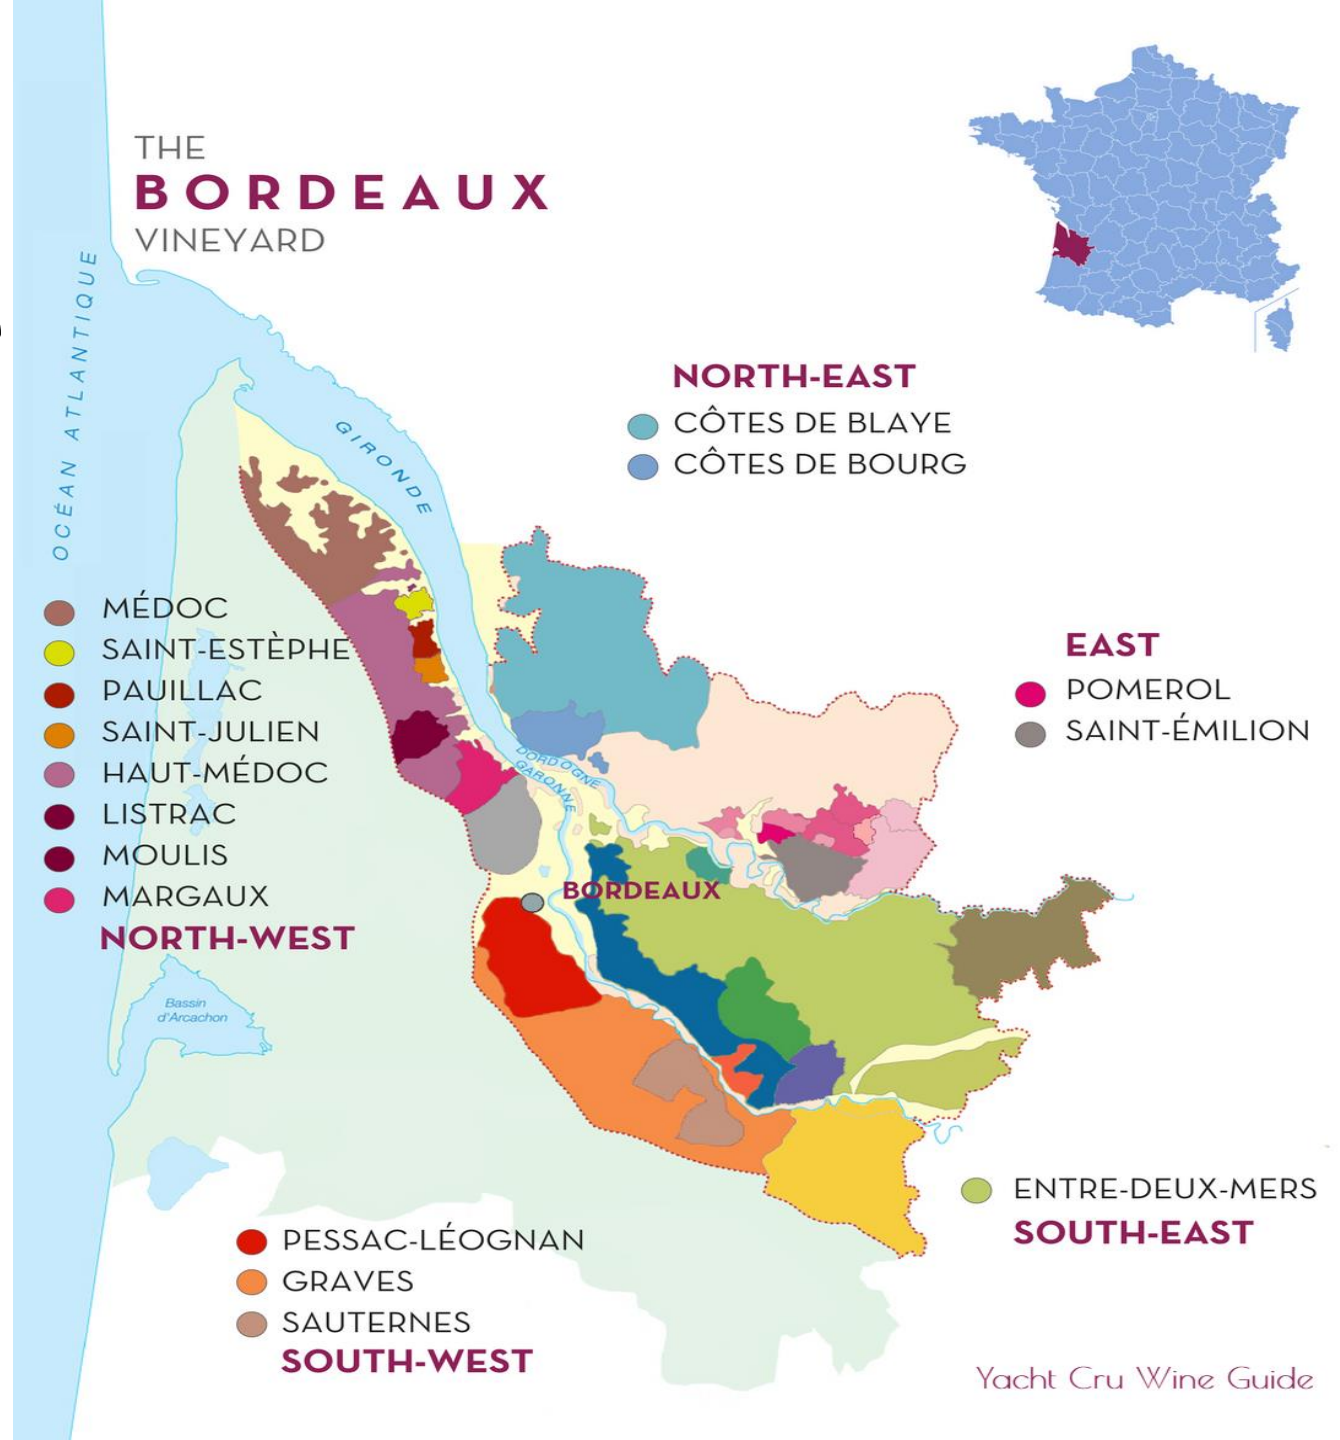 THE
BORDEAUX
VINEYARD
OCÉAN ATLANTIQUE
GIRONDE
NORTH-EAST
CÔTES DE BLAYE
CÔTES DE BOURG
MÉDOC
SAINT-ESTÈPHE
PAUILLAC
SAINT-JULIEN
HAUT-MÉDOC
LISTRAC
MOULIS
MARGAUX
NORTH-WEST
EAST
POMEROL
SAINT-ÉMILION
DORDOGNE
GARONNE
BORDEAUX
Bassin
d'Arcachon
ENTRE-DEUX-MERS
SOUTH-EAST
PESSAC-LÉOGNAN
GRAVES
SAUTERNES
SOUTH-WEST
Yacht Cru Wine Guide